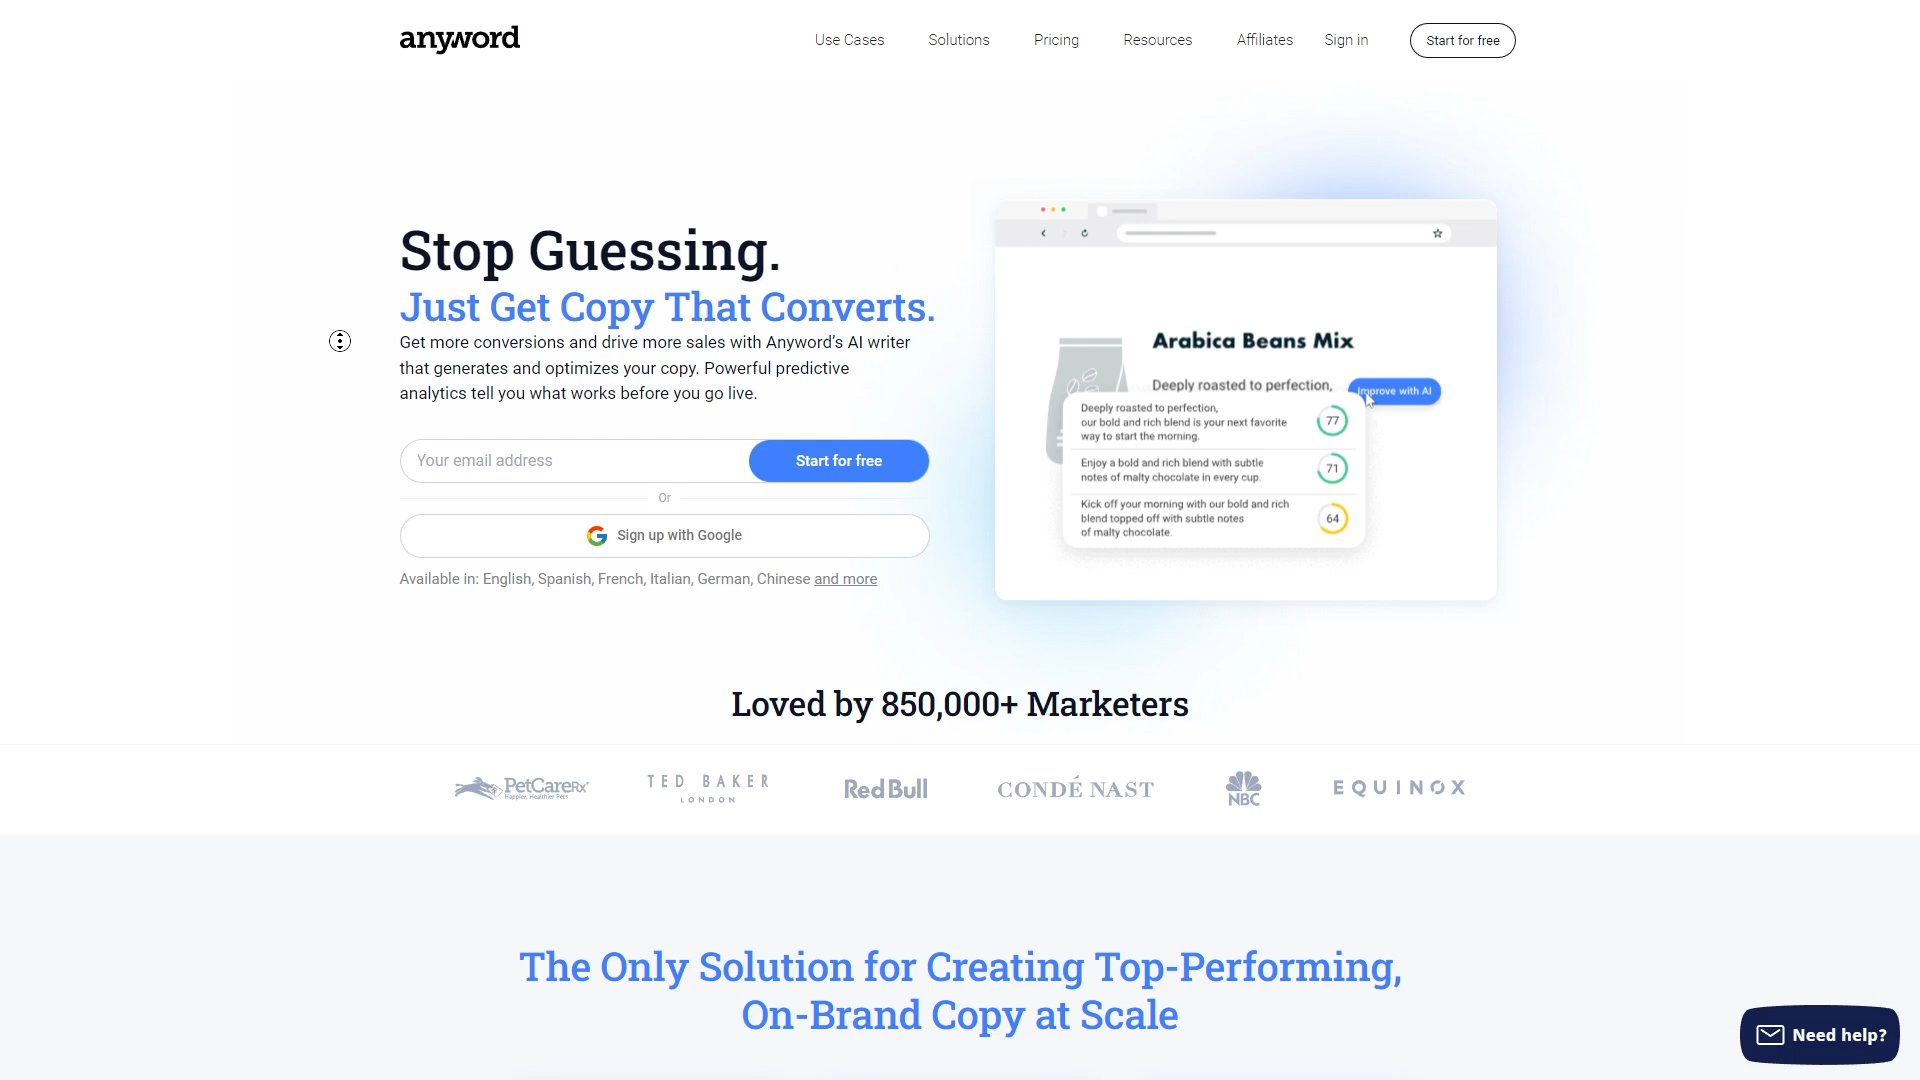 anyword
Use Cases
Solutions
Pricing
Resources
Affiliates
Sign in
Start for free
Stop Guessing.
Just Get Copy That Converts.
Get more conversions and drive more sales with Anyword’s AI writer
that generates and optimizes your copy. Powerful predictive
analytics tell you what works before you go live.
Your email address
Start for free
Or
Sign up with Google
Available in: English, Spanish, French, Italian, German, Chinese and more
Arabica Beans Mix
Deeply roasted to perfection,
Improve with AI
Deeply roasted to perfection,
our bold and rich blend is your next favorite
way to start the morning.
77
Enjoy a bold and rich blend with subtle
notes of malty chocolate in every cup.
71
Kick off your morning with our bold and rich
blend topped off with subtle notes
of malty chocolate.
64
Loved by 850,000+ Marketers
PetCareRx
Happier, Healthier Pets
TED BAKER
LONDON
Red Bull
CONDÉ NAST
NBC
EQUINOX
The Only Solution for Creating Top-Performing,
On-Brand Copy at Scale
Need help?